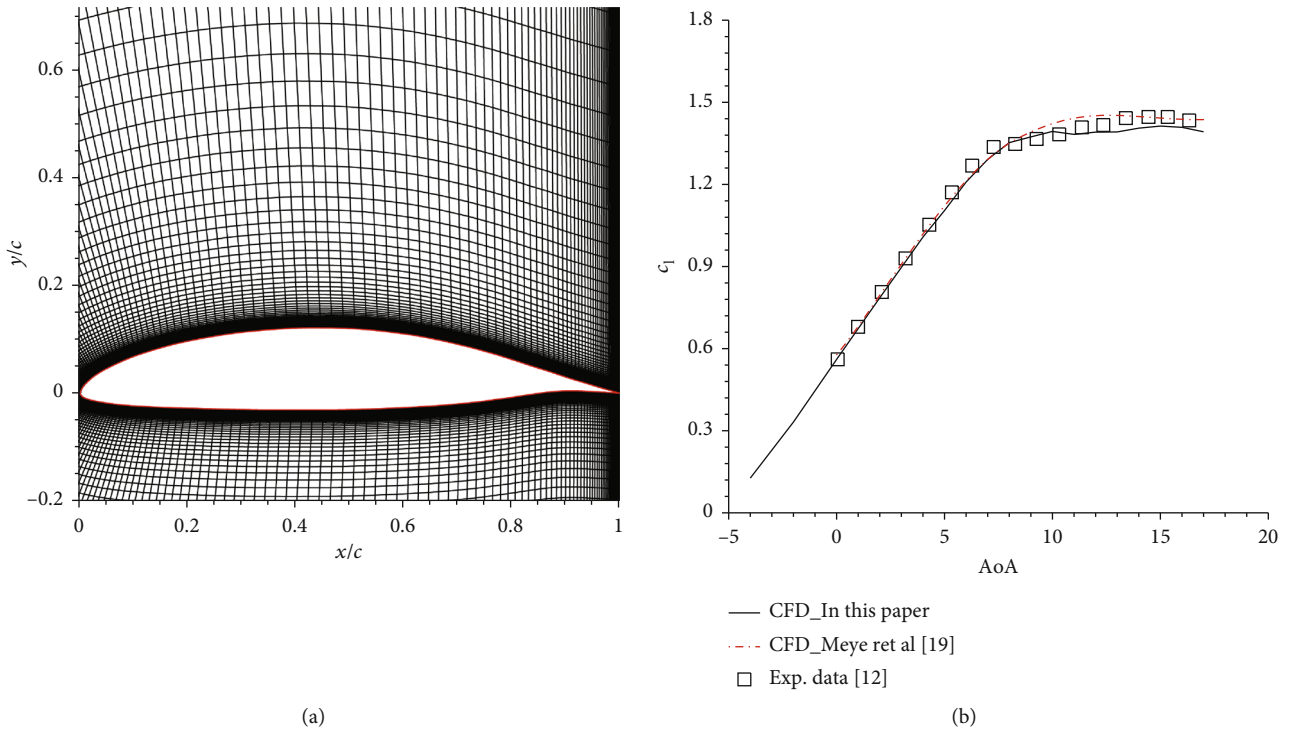 0.6
0.4
0.2
0
−0.2
y/c
0 0.2 0.4 0.6 0.8 1
x/c
(a)
1.8
1.5
1.2
0.9
0.6
0.3
0
c_l
−5 0 5 10 15 20
AoA
CFD_In this paper
CFD_Meye ret al [19]
Exp. data [12]
(b)